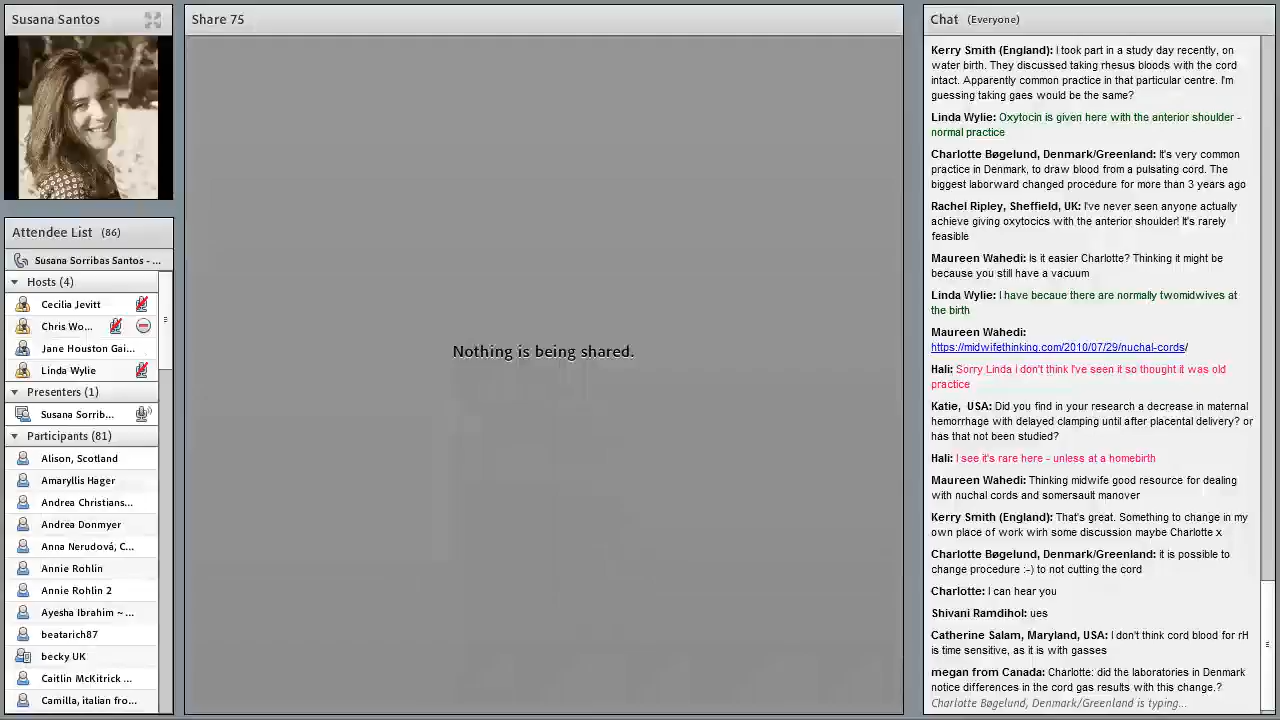 Susana Santos
Attendee List (86)
Susana Sorribas Santos - ...
Hosts (4)
Cecilia Jevitt
Chris Wo...
Jane Houston Gai...
Linda Wylie
Presenters (1)
Susana Sorrib...
Participants (81)
Alison, Scotland
Amaryllis Hager
Andrea Christians...
Andrea Donmyer
Anna Nerudová, C...
Annie Rohlin
Annie Rohlin 2
Ayesha Ibrahim ~ ...
beatarich87
becky UK
Caitlin McKitrick ...
Camilla, italian fro...
Share 75
Nothing is being shared.
Chat (Everyone)
Kerry Smith (England): I took part in a study day recently, on
water birth. They discussed taking rhesus bloods with the cord
intact. Apparently common practice in that particular centre. I'm
guessing taking gaes would be the same?
Linda Wylie: Oxytocin is given here with the anterior shoulder -
normal practice
Charlotte Bøgelund, Denmark/Greenland: It's very common
practice in Denmark, to draw blood from a pulsating cord. The
biggest laborward changed procedure for more than 3 years ago
Rachel Ripley, Sheffield, UK: I've never seen anyone actually
achieve giving oxytocics with the anterior shoulder! It's rarely
feasible
Maureen Wahedi: Is it easier Charlotte? Thinking it might be
because you still have a vacuum
Linda Wylie: I have becaue there are normally twomidwives at
the birth
Maureen Wahedi:
https://midwifethinking.com/2010/07/29/nuchal-cords/
Hali: Sorry Linda i don't think I've seen it so thought it was old
practice
Katie, USA: Did you find in your research a decrease in maternal
hemorrhage with delayed clamping until after placental delivery? or
has that not been studied?
Hali: I see it's rare here - unless at a homebirth
Maureen Wahedi: Thinking midwife good resource for dealing
with nuchal cords and somersault manover
Kerry Smith (England): That's great. Something to change in my
own place of work wirh some discussion maybe Charlotte x
Charlotte Bøgelund, Denmark/Greenland: it is possible to
change procedure :-) to not cutting the cord
Charlotte: I can hear you
Shivani Ramdihol: ues
Catherine Salam, Maryland, USA: I don't think cord blood for rH
is time sensitive, as it is with gasses
megan from Canada: Charlotte: did the laboratories in Denmark
notice differences in the cord gas results with this change.?
Charlotte Bøgelund, Denmark/Greenland is typing...